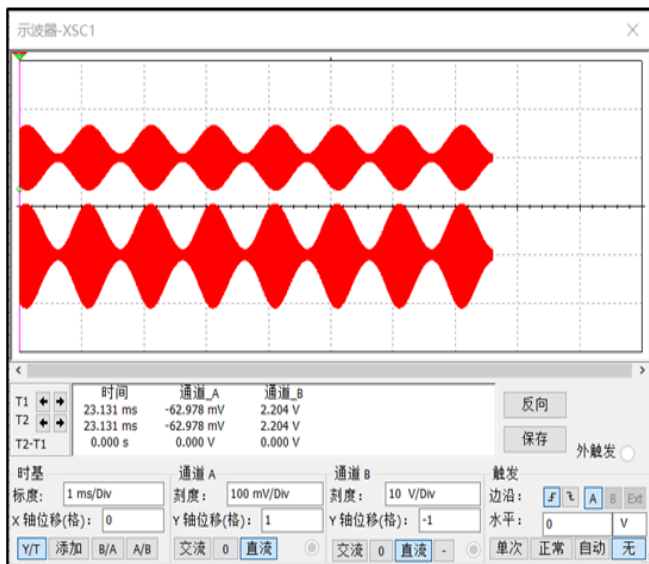 示波器-XSC1
时间 通道_A 通道_B
T1 23.131 ms -62.978 mV 2.204 V
T2 23.131 ms -62.978 mV 2.204 V
T2-T1 0.000 s 0.000 V 0.000 V
反向
保存
外触发
时基 通道 A 通道 B 触发
标度: 1 ms/Div 刻度: 100 mV/Div 刻度: 10 V/Div 边沿: A B Ext
X 轴位移(格): 0 Y 轴位移(格): 1 Y 轴位移(格): -1 水平: 0 V
Y/T 添加 B/A A/B 交流 0 直流 交流 0 直流 - 单次 正常 自动 无